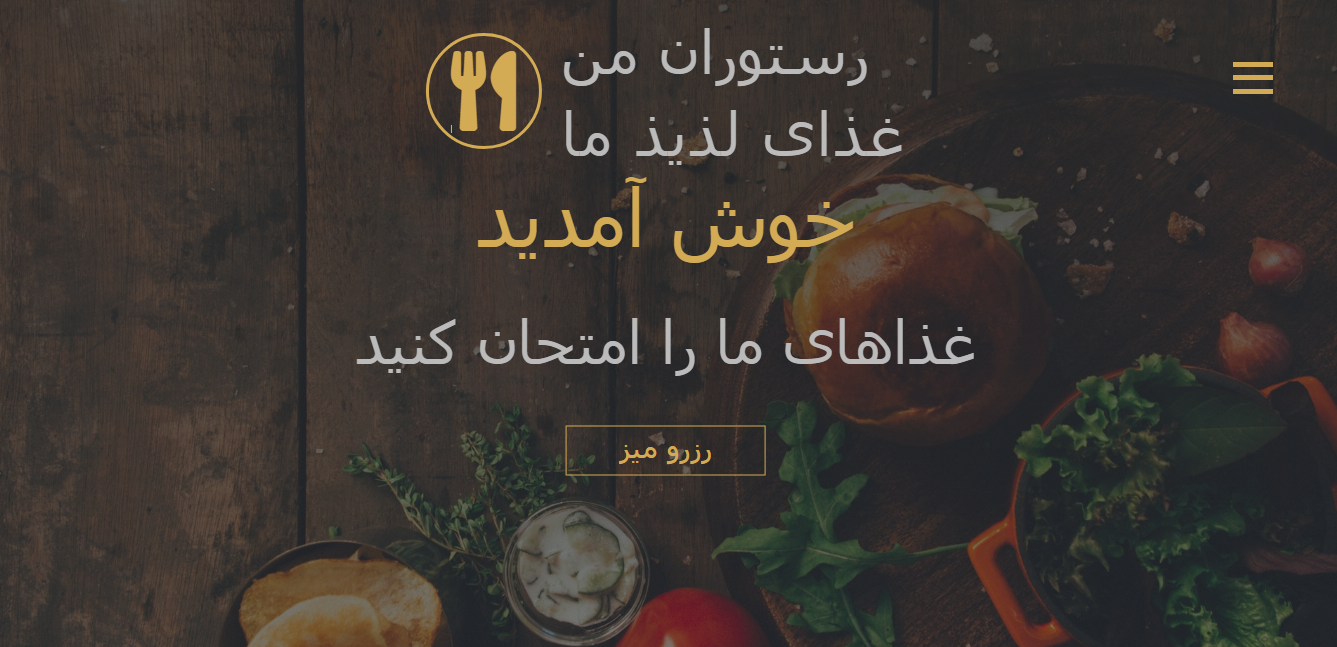 رستوران من
غذای لذیذ ما
خوش آمدید
غذاهای ما را امتحان کنید
رزرو میز